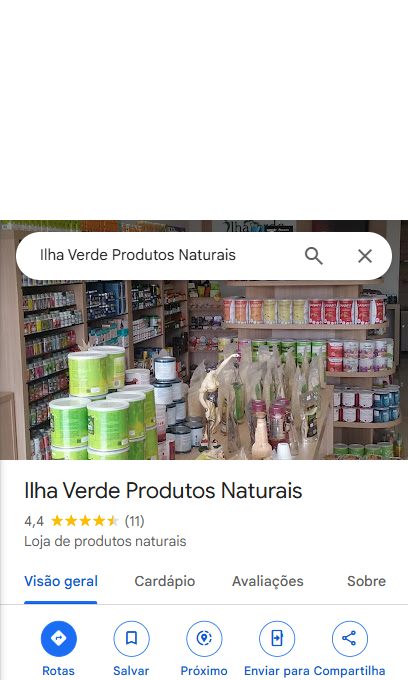 Ilha Verde Produtos Naturais
Ilha Verde Produtos Naturais
4,4 (11)
Loja de produtos naturais
Visão geral
Cardápio
Avaliações
Sobre
Rotas
Salvar
Próximo
Enviar para
Compartilha